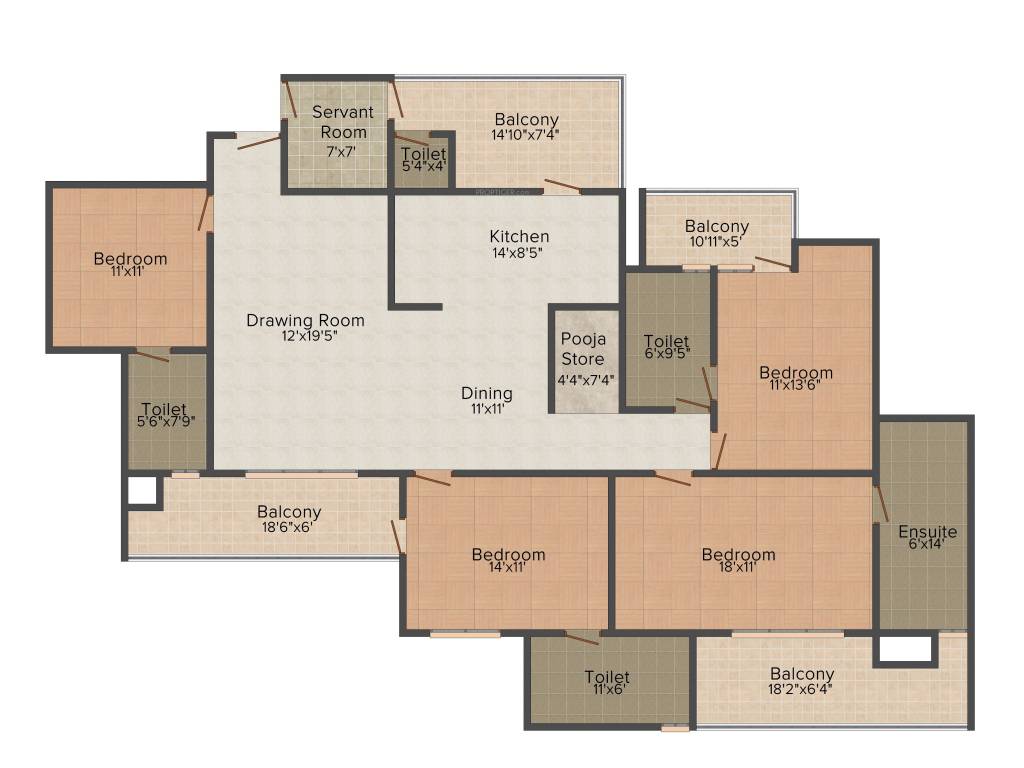 Servant
Room
7'x7'
Balcony
14'10"x7'4"
Toilet
5'4"x4'
PROPTIGER.com
Balcony
10'11"x5'
Kitchen
14'x8'5"
Bedroom
11'x11'
Drawing Room
12'x19'5"
Pooja
Store
4'4"x7'4"
Toilet
6'x9'5"
Bedroom
11'x13'6"
Dining
11'x11'
Toilet
5'6"x7'9"
Balcony
18'6"x6'
Bedroom
14'x11'
Bedroom
18'x11'
Ensuite
6'x14'
Toilet
11'x6'
Balcony
18'2"x6'4"